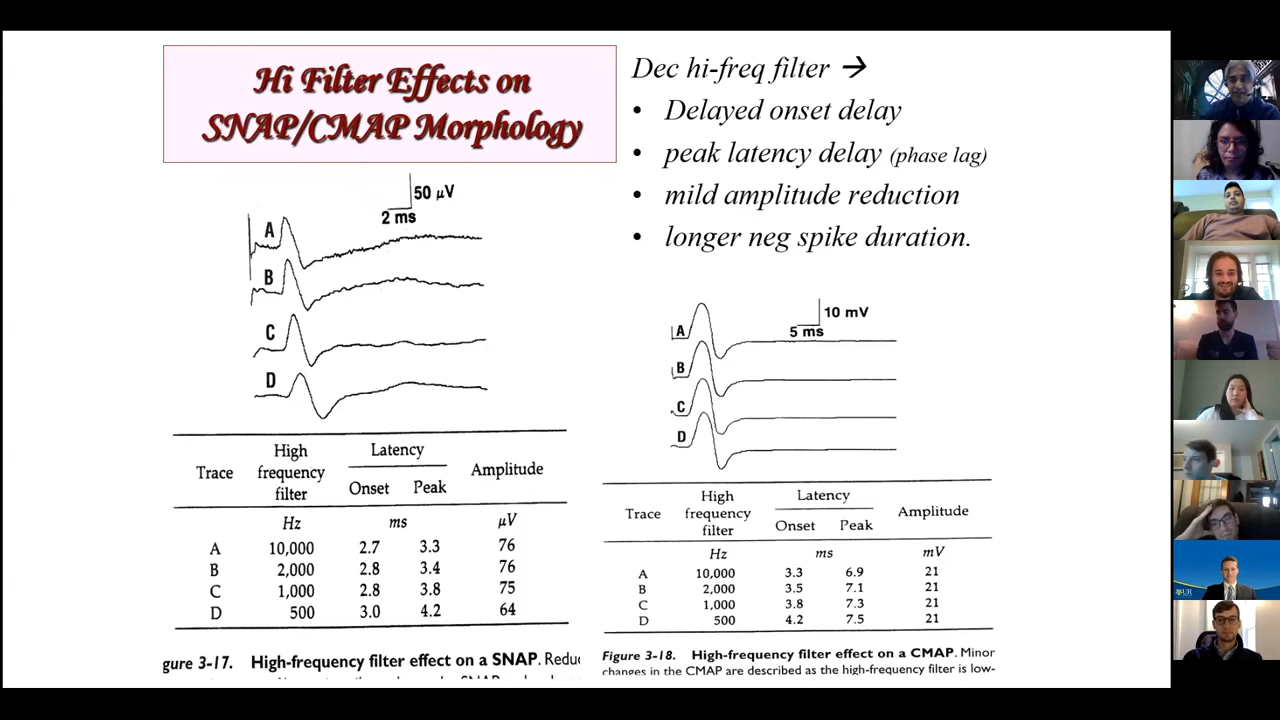 Hi Filter Effects on
SNAP/CMAP Morphology
Dec hi-freq filter →
• Delayed onset delay
• peak latency delay (phase lag)
• mild amplitude reduction
• longer neg spike duration.
50 µV
2 ms
A
B
C
D
High
frequency
filter
Latency
Trace
Onset Peak
Amplitude
Hz ms µV
A 10,000 2.7 3.3 76
B 2,000 2.8 3.4 76
C 1,000 2.8 3.8 75
D 500 3.0 4.2 64
gure 3-17. High-frequency filter effect on a SNAP. Reduc
10 mV
5 ms
A
B
C
D
High
frequency
filter
Latency
Trace
Onset Peak
Amplitude
Hz ms mV
A 10,000 3.3 6.9 21
B 2,000 3.5 7.1 21
C 1,000 3.8 7.3 21
D 500 4.2 7.5 21
Figure 3-18. High-frequency filter effect on a CMAP. Minor
changes in the CMAP are described as the high-frequency filter is low-
UR